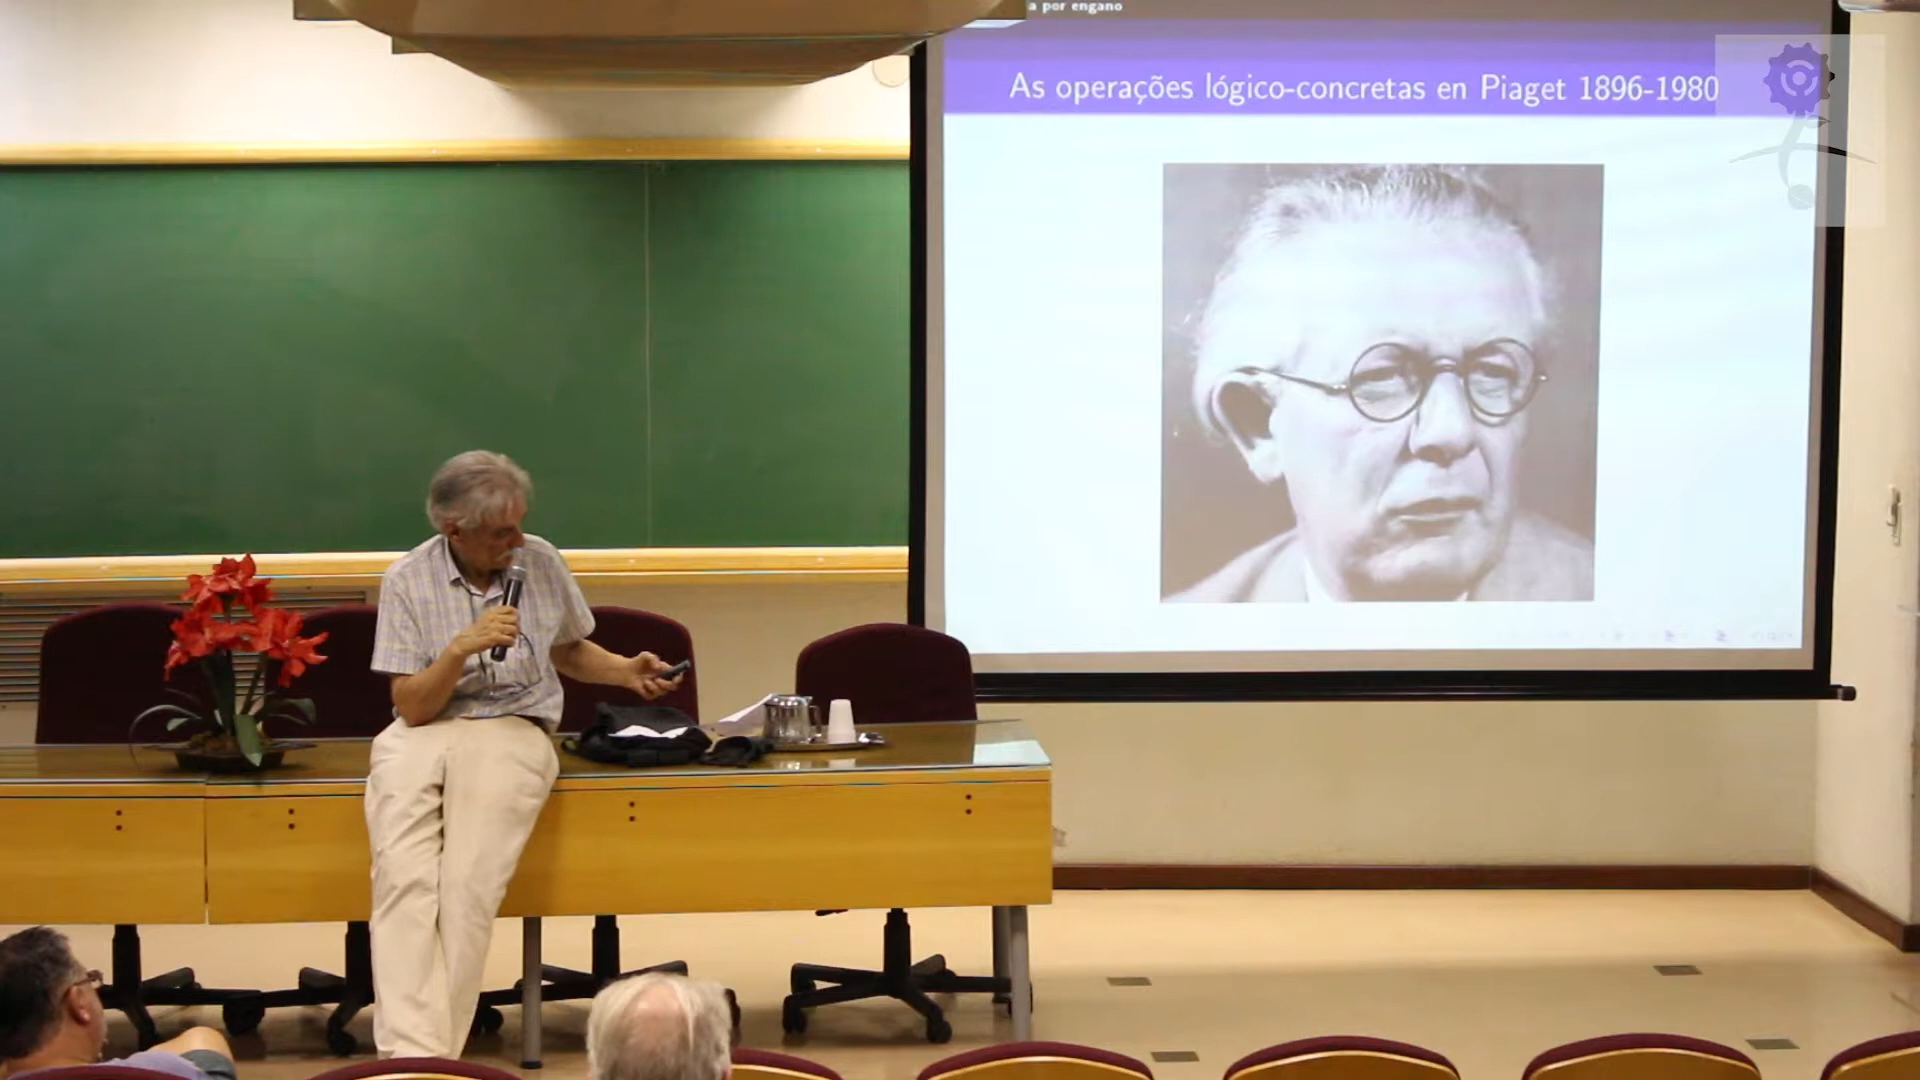 a por engano
As operações lógico-concretas en Piaget 1896-1980